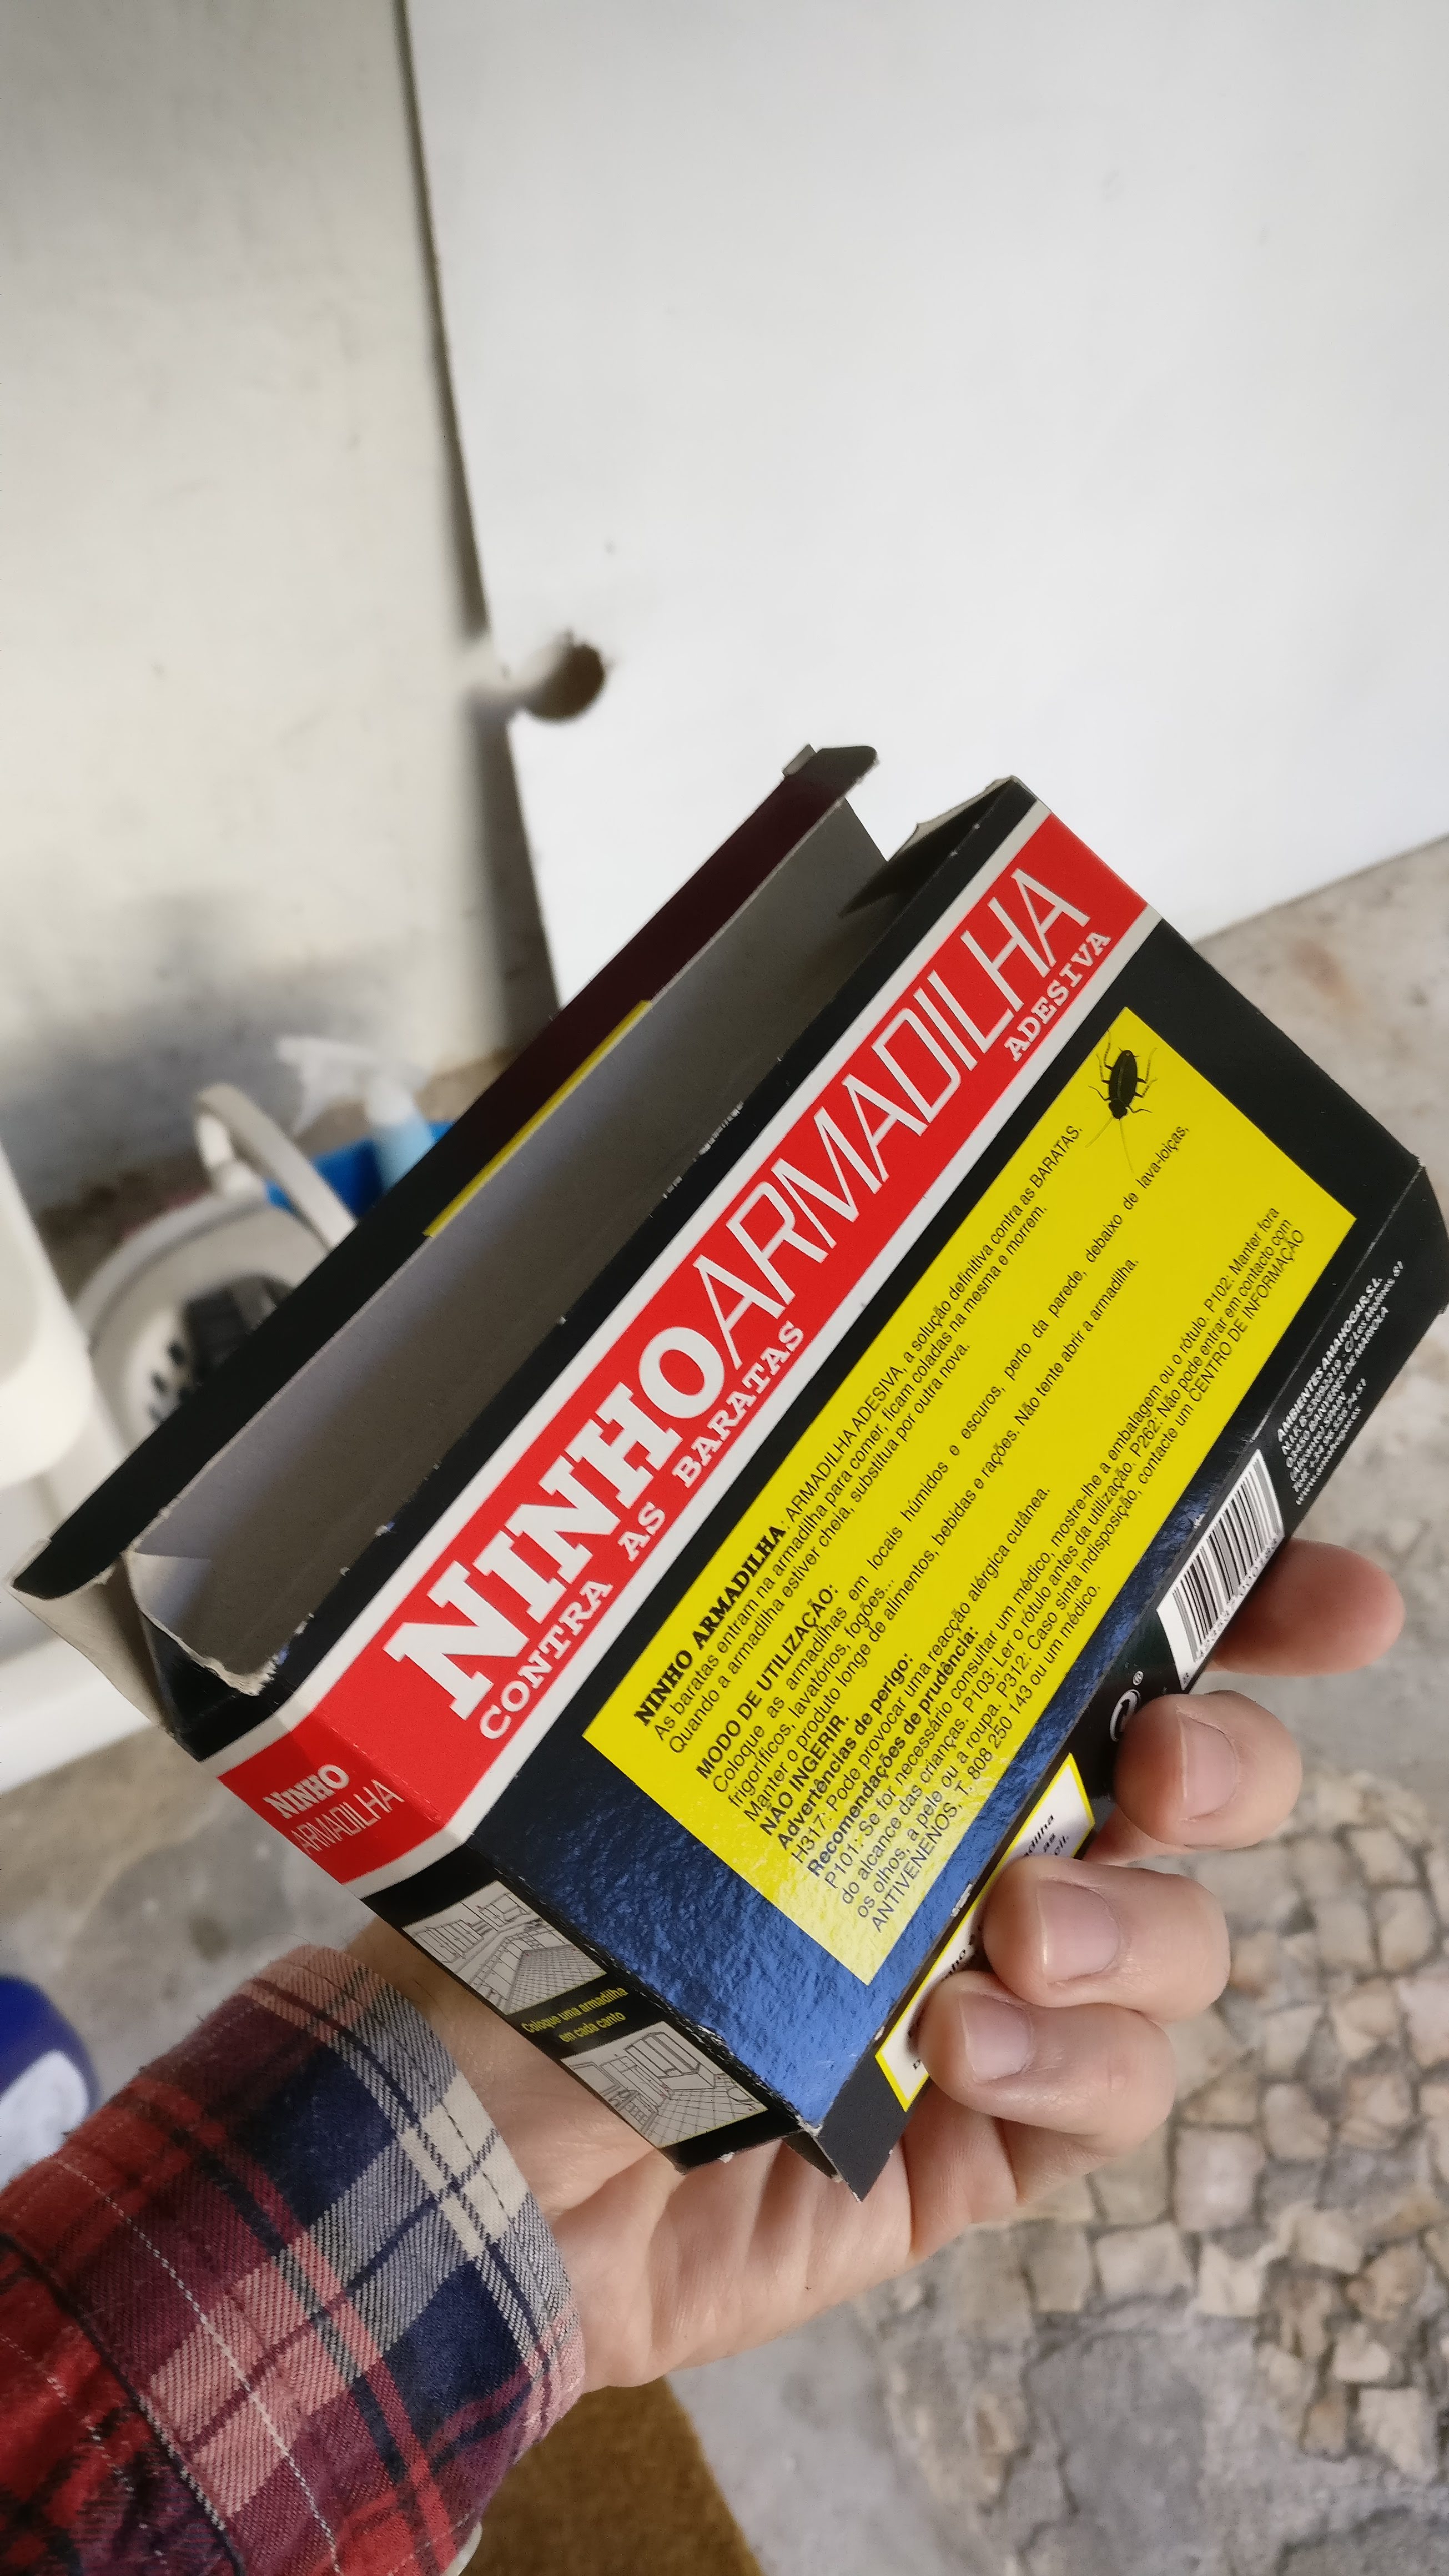 NINHOARMADILHA
CONTRA AS BARATAS
ADESIVA
NINHO ARMADILHA: ARMADILHA ADESIVA, a solução definitiva contra as BARATAS.
As baratas entram na armadilha para comer, ficam coladas na mesma e morrem.
Quando a armadilha estiver cheia, substitua por outra nova.
MODO DE UTILIZAÇÃO:
Coloque as armadilhas em locais húmidos e escuros, perto da parede, debaixo de lava-loiças,
frigoríficos, lavatórios, fogões...
Manter o produto longe de alimentos, bebidas e rações. Não tente abrir a armadilha.
NÃO INGERIR.
Advertências de perigo:
H317: Pode provocar uma reacção alérgica cutânea.
Recomendações de prudência:
P101: Se for necessário consultar um médico, mostre-lhe a embalagem ou o rótulo. P102: Manter fora
do alcance das crianças. P103: Ler o rótulo antes da utilização. P262: Não pode entrar em contacto com
os olhos, a pele ou a roupa. P312: Caso sinta indisposição, contacte um CENTRO DE INFORMAÇÃO
ANTIVENENOS, T. 808 250 143 ou um médico.
NINHO
ARMADILHA
Coloque uma armadilha
em cada canto
AMBIENTES AMAHOGAR S.L.